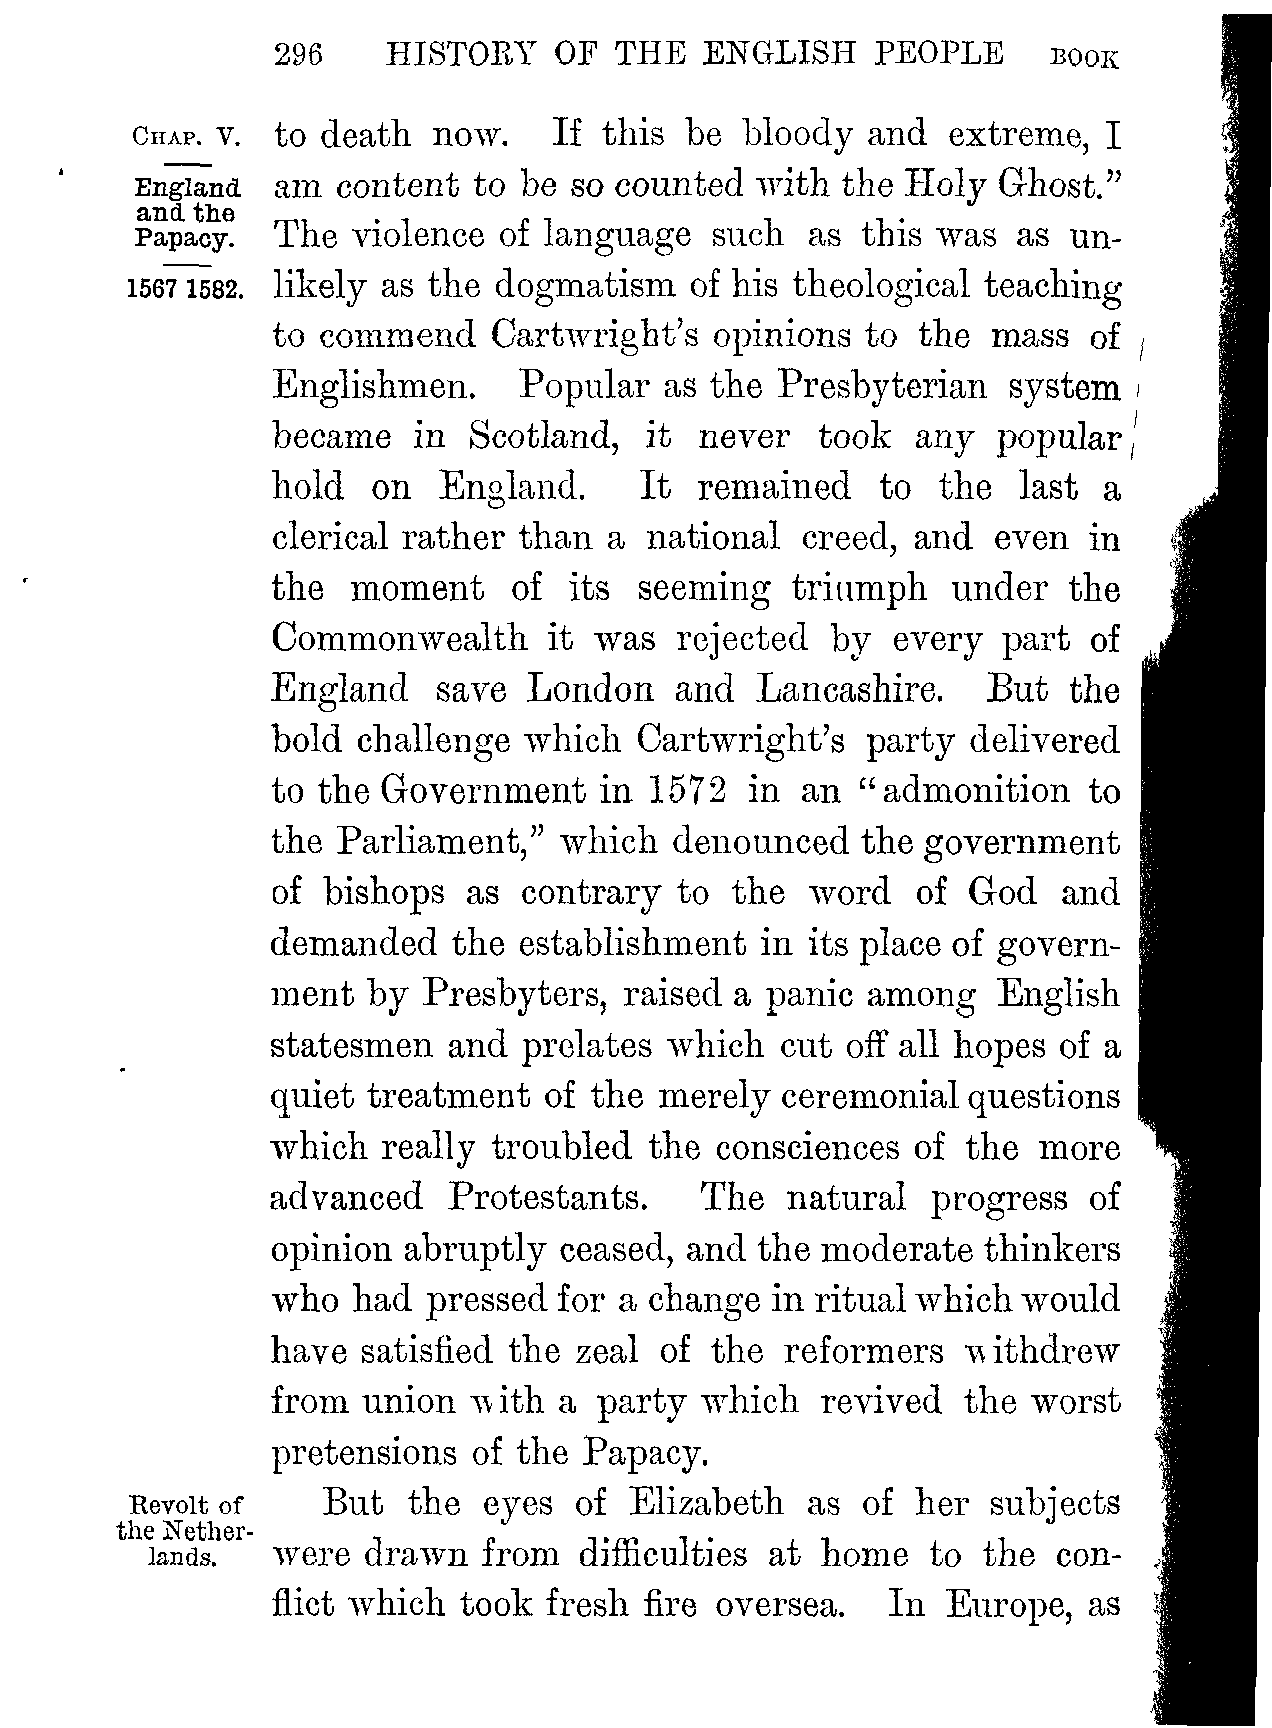 296 HISTORY OF THE ENGLISH PEOPLE BOOK
CHAP. V.
England
and the
Papacy.
1567 1582.
to death now. If this be bloody and extreme, I
am content to be so counted with the Holy Ghost.”
The violence of language such as this was as un-
likely as the dogmatism of his theological teaching
to commend Cartwright’s opinions to the mass of
Englishmen. Popular as the Presbyterian system
became in Scotland, it never took any popular
hold on England. It remained to the last a
clerical rather than a national creed, and even in
the moment of its seeming triumph under the
Commonwealth it was rejected by every part of
England save London and Lancashire. But the
bold challenge which Cartwright’s party delivered
to the Government in 1572 in an “admonition to
the Parliament,” which denounced the government
of bishops as contrary to the word of God and
demanded the establishment in its place of govern-
ment by Presbyters, raised a panic among English
statesmen and prelates which cut off all hopes of a
quiet treatment of the merely ceremonial questions
which really troubled the consciences of the more
advanced Protestants. The natural progress of
opinion abruptly ceased, and the moderate thinkers
who had pressed for a change in ritual which would
have satisfied the zeal of the reformers withdrew
from union with a party which revived the worst
pretensions of the Papacy.
Revolt of
the Nether-
lands.
But the eyes of Elizabeth as of her subjects
were drawn from difficulties at home to the con-
flict which took fresh fire oversea. In Europe, as